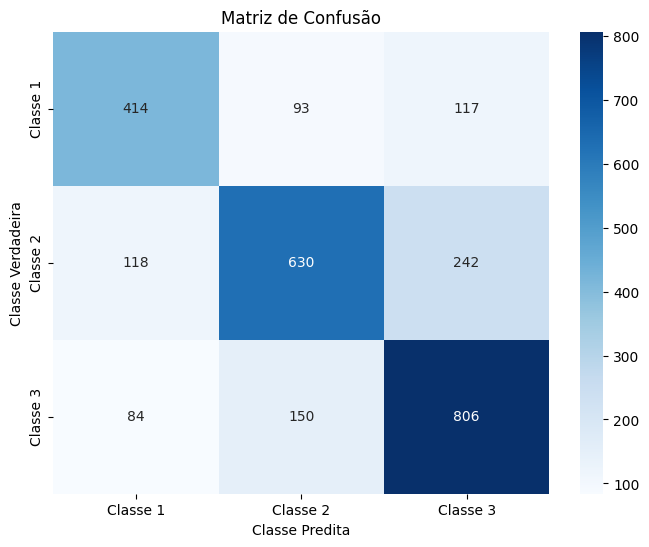 Matriz de Confusão
Classe Verdadeira
Classe 1
414 93 117
Classe 2
118 630 242
Classe 3
84 150 806
Classe 1 Classe 2 Classe 3
Classe Predita
800
700
600
500
400
300
200
100